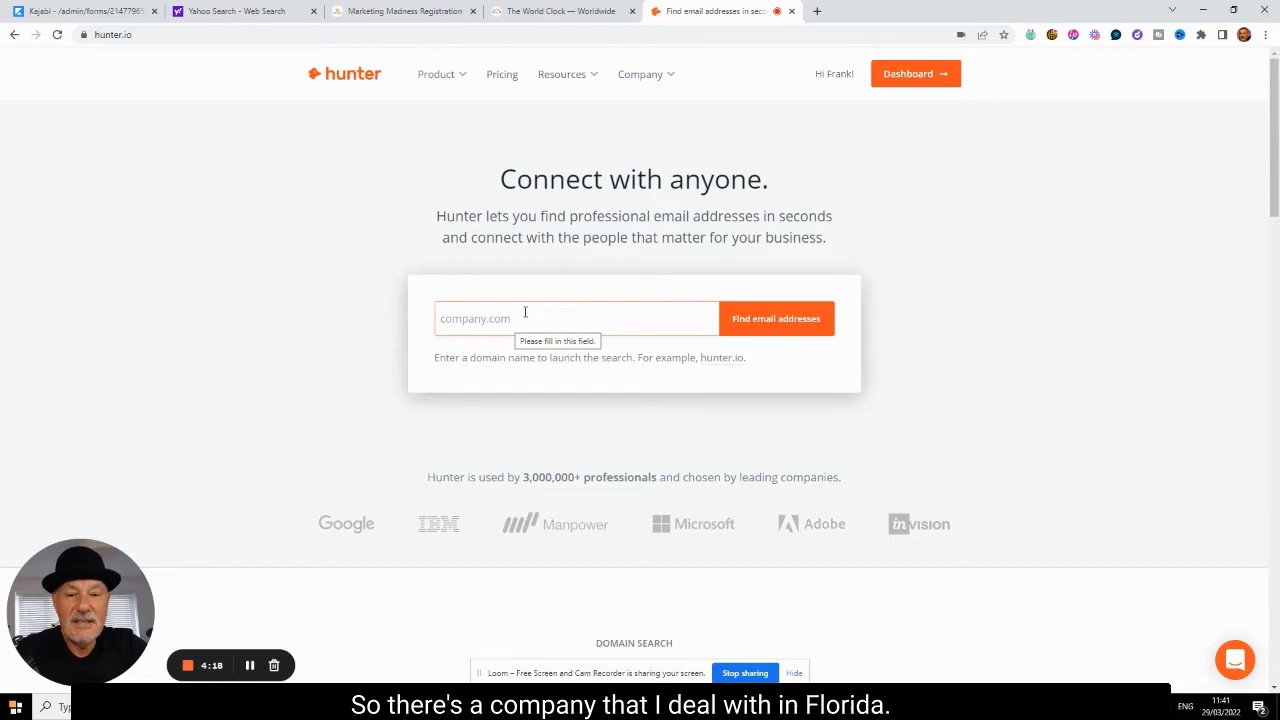 Kajabi - /admin/forms/21477965
Yahoo Search - Web Search
Marketing Madness Registration
The World Clock — Worldwide
Find email addresses in seco
hunter.io
hunter
Product
Pricing
Resources
Company
Hi Frank!
Dashboard →
Connect with anyone.
Hunter lets you find professional email addresses in seconds
and connect with the people that matter for your business.
company.com
Find email addresses
Please fill in this field.
Enter a domain name to launch the search. For example, hunter.io.
Hunter is used by 3,000,000+ professionals and chosen by leading companies.
Google
IBM
Manpower
Microsoft
Adobe
invision
DOMAIN SEARCH
4:18
Loom – Free Screen and Cam Recorder is sharing your screen.
Stop sharing
Hide
So there's a company that I deal with in Florida.
Typ
ENG
11:41
29/03/2022
2